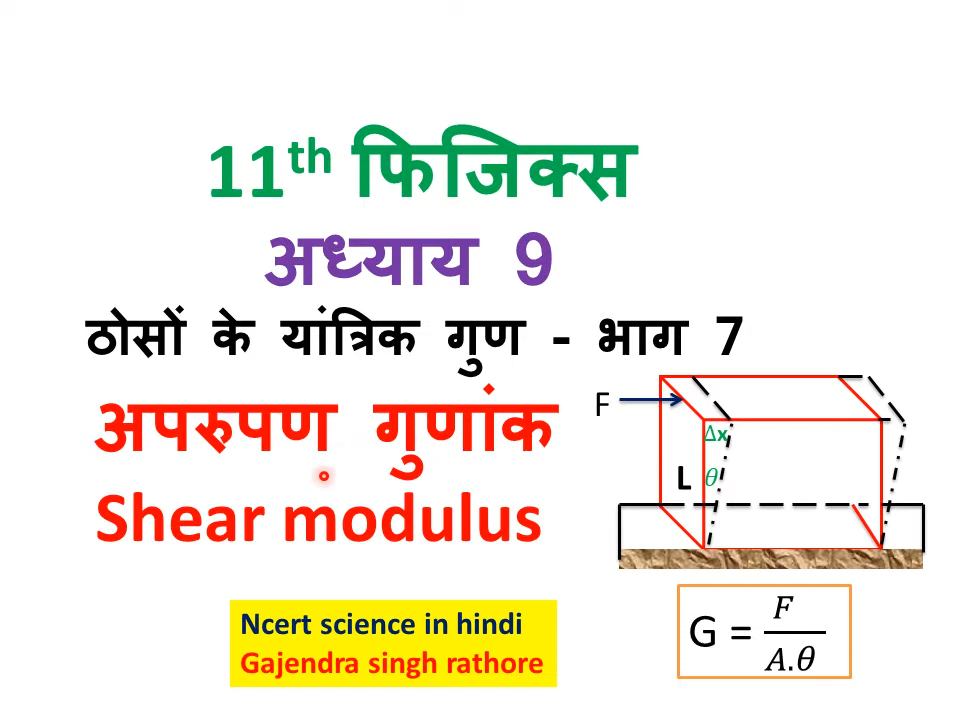 11th फिजिक्स
अध्याय 9
ठोसों के यांत्रिक गुण - भाग 7
अपरुपण गुणांक
Shear modulus
F
Δx
L θ
G = F / A.θ
Ncert science in hindi
Gajendra singh rathore